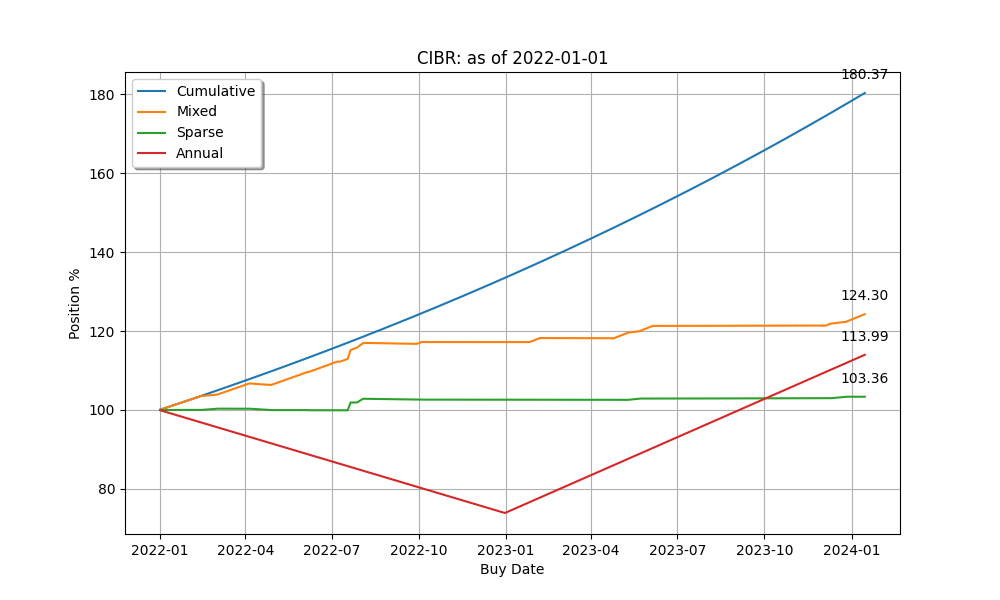 CIBR: as of 2022-01-01
180.37
Cumulative
Mixed
Sparse
Annual
180
160
140
120
100
80
Position %
124.30
113.99
103.36
2022-01
2022-04
2022-07
2022-10
2023-01
2023-04
2023-07
2023-10
2024-01
Buy Date